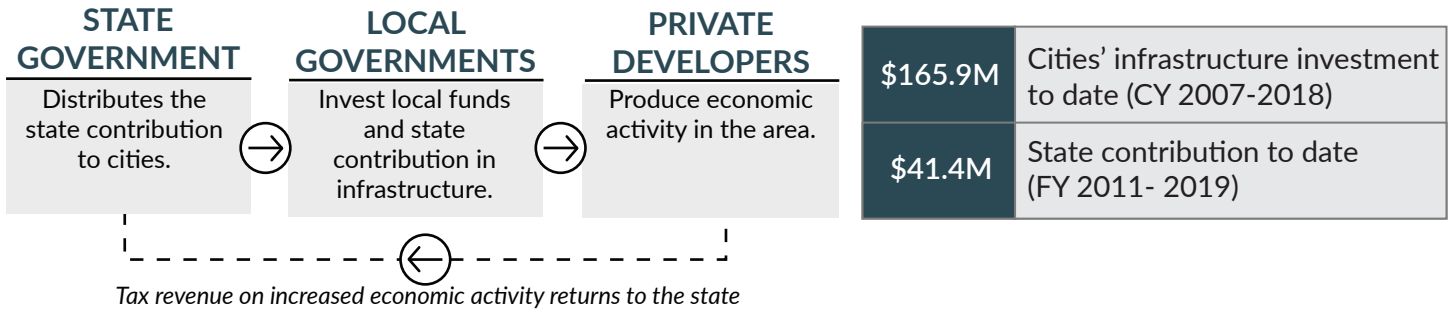 STATE
GOVERNMENT
Distributes the
state contribution
to cities.
LOCAL
GOVERNMENTS
Invest local funds
and state
contribution in
infrastructure.
PRIVATE
DEVELOPERS
Produce economic
activity in the area.
Tax revenue on increased economic activity returns to the state
$165.9M
Cities’ infrastructure investment
to date (CY 2007-2018)
$41.4M
State contribution to date
(FY 2011- 2019)